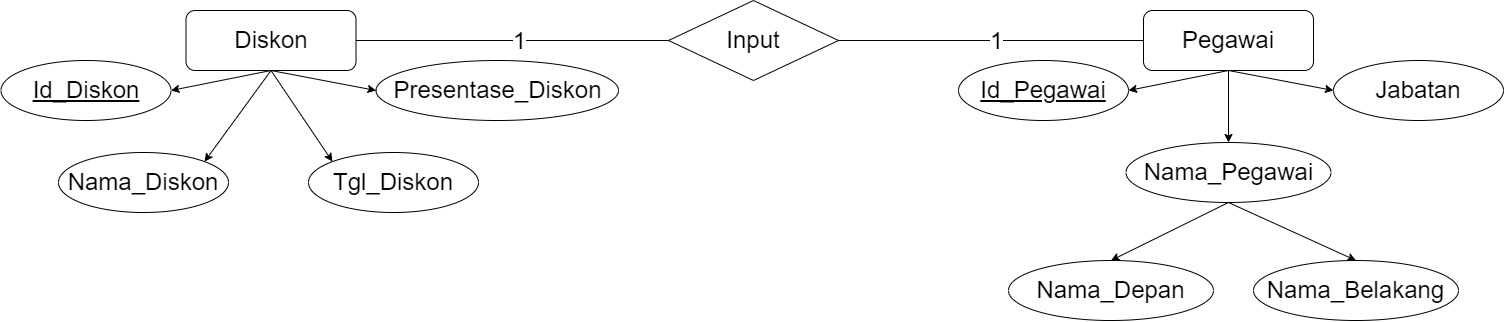 Diskon
1
Input
1
Pegawai
Id_Diskon
Presentase_Diskon
Id_Pegawai
Jabatan
Nama_Diskon
Tgl_Diskon
Nama_Pegawai
Nama_Depan
Nama_Belakang